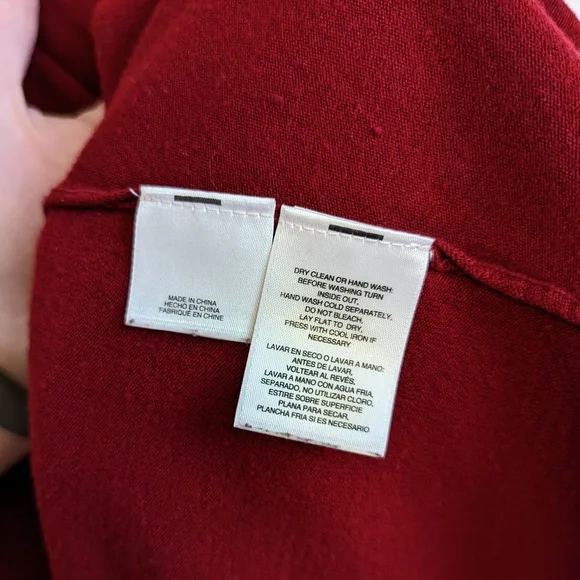 MADE IN CHINA
HECHO EN CHINA
FABRIQUÉ EN CHINE
DRY CLEAN OR HAND WASH:
BEFORE WASHING TURN
INSIDE OUT.
HAND WASH COLD SEPARATELY.
DO NOT BLEACH.
LAY FLAT TO DRY.
PRESS WITH COOL IRON IF
NECESSARY
LAVAR EN SECO O LAVAR A MANO:
ANTES DE LAVAR,
VOLTEAR AL REVÉS,
LAVAR A MANO CON AGUA FRIA,
SEPARADO, NO UTILIZAR CLORO,
ESTIRE SOBRE SUPERFICIE
PLANA PARA SECAR,
PLANCHA FRIA SI ES NECESARIO